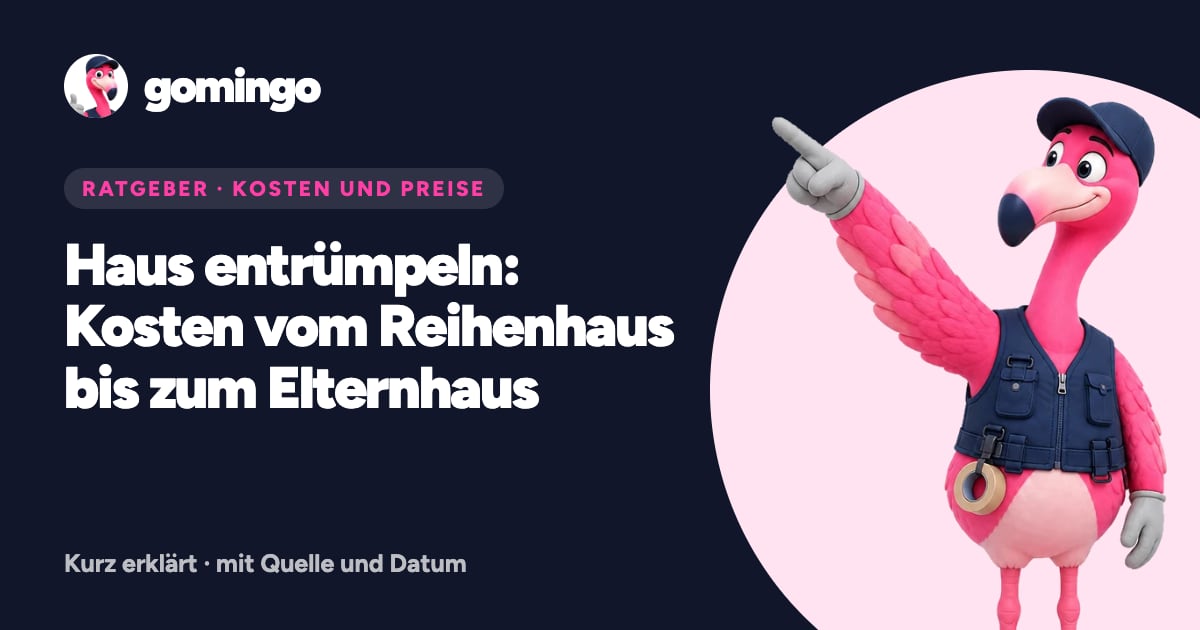 gomingo
RATGEBER · KOSTEN UND PREISE
Haus entrümpeln:
Kosten vom Reihenhaus
bis zum Elternhaus
Kurz erklärt · mit Quelle und Datum